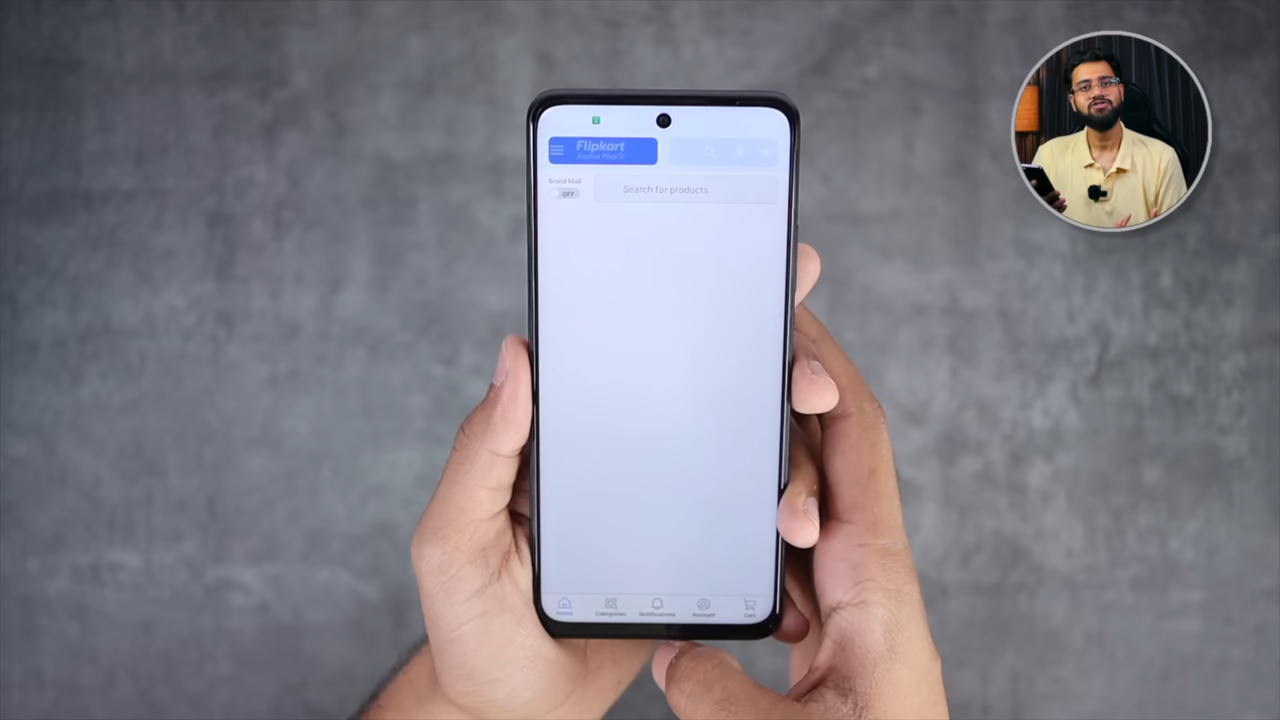 Flipkart
Explore Plus
Brand Mall
OFF
Search for products
Home
Categories
Notifications
Account
Cart